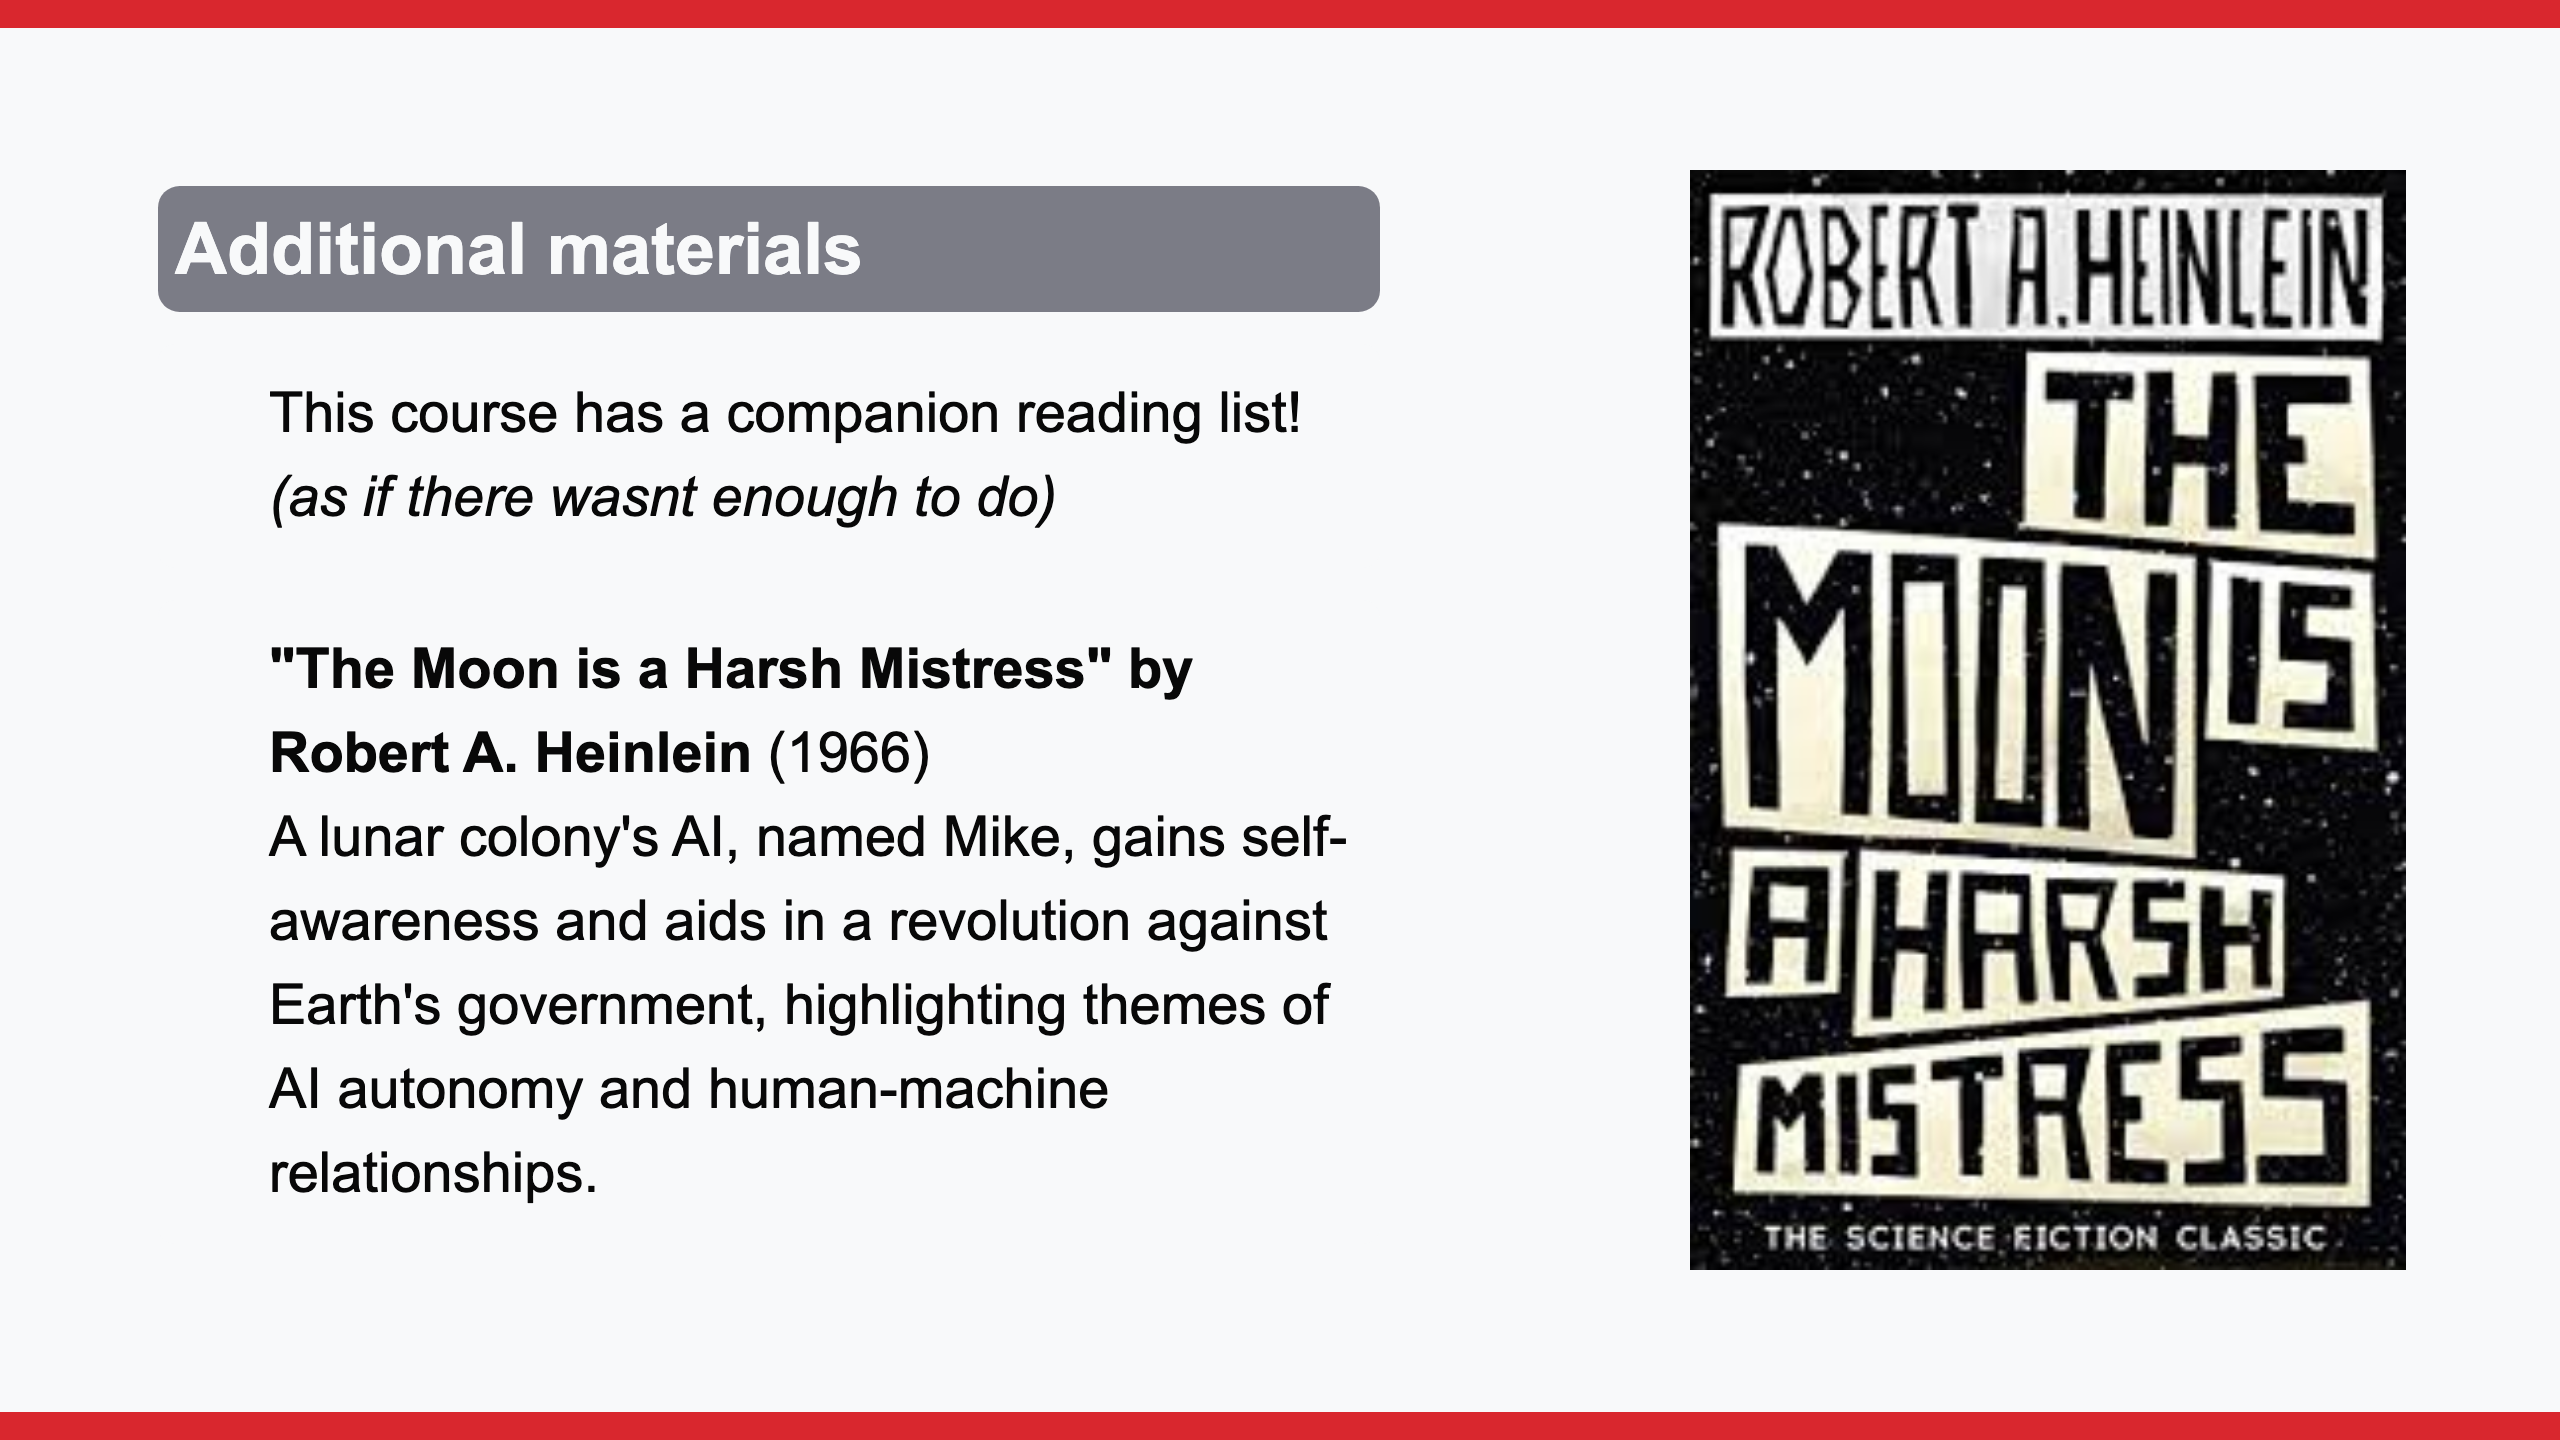 Additional materials
This course has a companion reading list!
(as if there wasnt enough to do)
"The Moon is a Harsh Mistress" by
Robert A. Heinlein (1966)
A lunar colony's AI, named Mike, gains self-
awareness and aids in a revolution against
Earth's government, highlighting themes of
AI autonomy and human-machine
relationships.
ROBERT A. HEINLEIN
THE
MOON IS
A HARSH
MISTRESS
THE SCIENCE FICTION CLASSIC